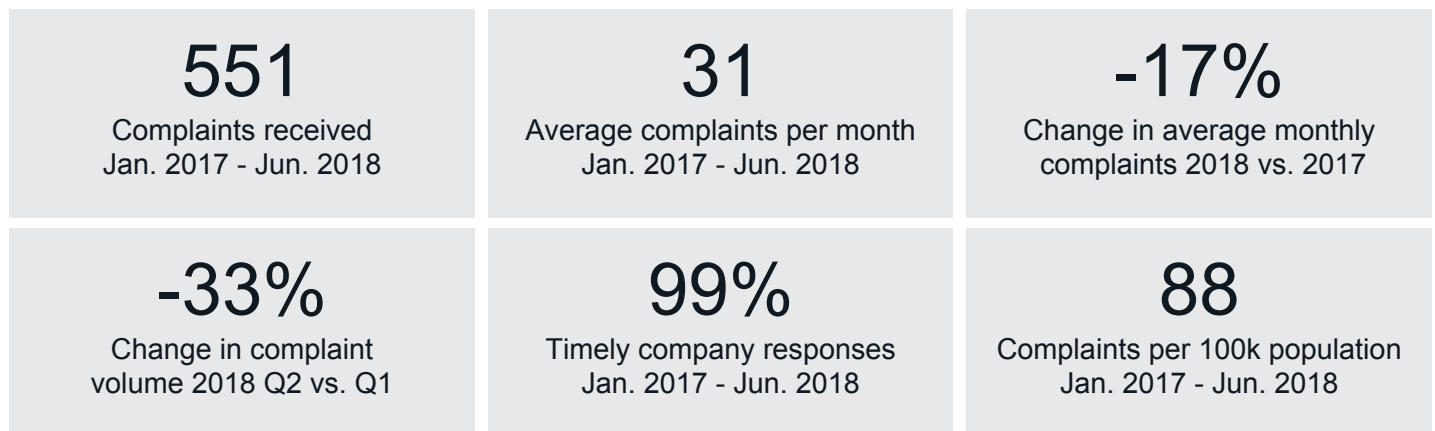 551
Complaints received
Jan. 2017 - Jun. 2018
31
Average complaints per month
Jan. 2017 - Jun. 2018
-17%
Change in average monthly
complaints 2018 vs. 2017
-33%
Change in complaint
volume 2018 Q2 vs. Q1
99%
Timely company responses
Jan. 2017 - Jun. 2018
88
Complaints per 100k population
Jan. 2017 - Jun. 2018